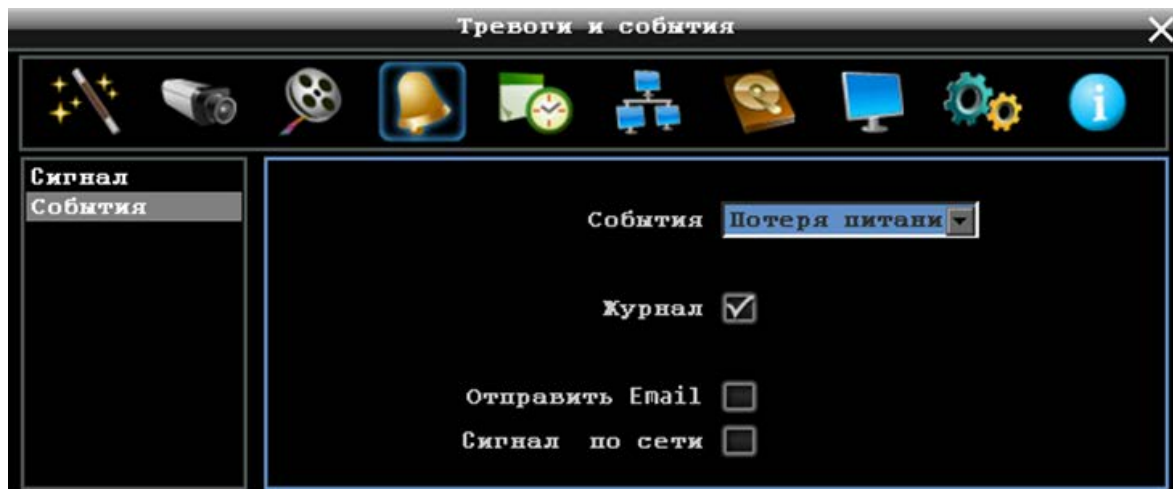 Тревоги и события
Сигнал
События
События Потеря питани
Журнал
Отправить Email
Сигнал по сети